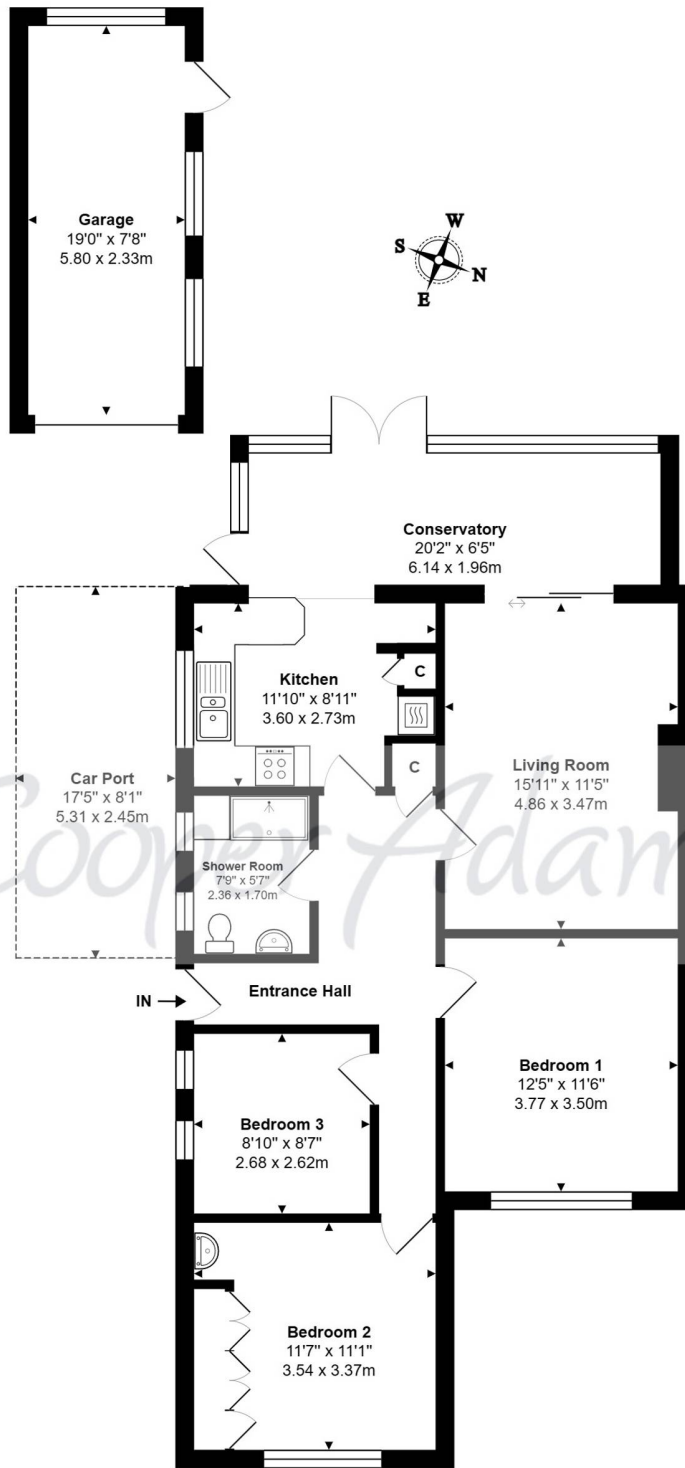 Garage
19'0" x 7'8"
5.80 x 2.33m
W
S
N
E
Conservatory
20'2" x 6'5"
6.14 x 1.96m
Kitchen
11'10" x 8'11"
3.60 x 2.73m
C
C
Living Room
15'11" x 11'5"
4.86 x 3.47m
Car Port
17'5" x 8'1"
5.31 x 2.45m
Cooper Adam
Shower Room
7'9" x 5'7"
2.36 x 1.70m
IN
Entrance Hall
Bedroom 1
12'5" x 11'6"
3.77 x 3.50m
Bedroom 3
8'10" x 8'7"
2.68 x 2.62m
Bedroom 2
11'7" x 11'1"
3.54 x 3.37m